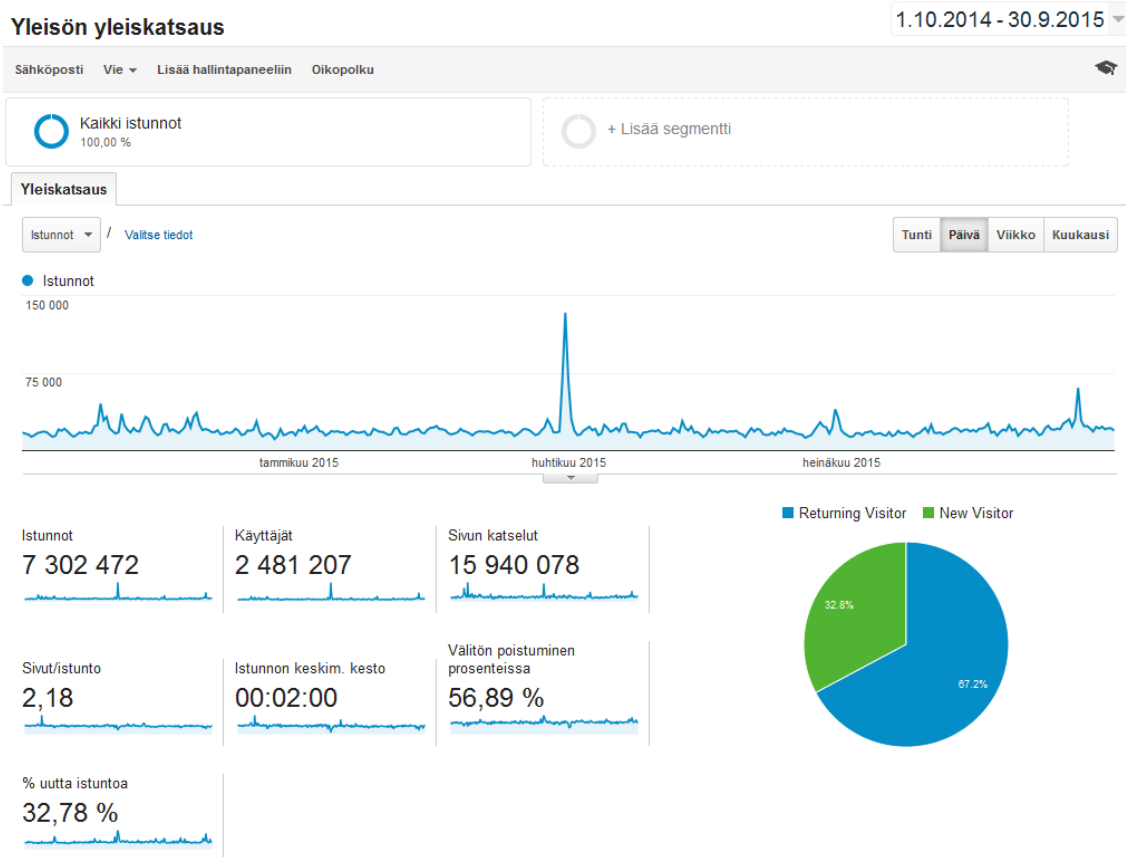 Yleisön yleiskatsaus
1.10.2014 - 30.9.2015
Sähköposti Vie Lisää hallintapaneeliin Oikopolku
Kaikki istunnot
100,00 %
+ Lisää segmentti
Yleiskatsaus
Istunnot / Valitse tiedot
Tunti Päivä Viikko Kuukausi
Istunnot
150 000
75 000
tammikuu 2015 huhtikuu 2015 heinäkuu 2015
Istunnot
7 302 472
Käyttäjät
2 481 207
Sivun katselut
15 940 078
Sivut/istunto
2,18
Istunnon keskim. kesto
00:02:00
Välitön poistuminen
prosenteissa
56,89 %
% uutta istuntoa
32,78 %
Returning Visitor New Visitor
32.8%
67.2%